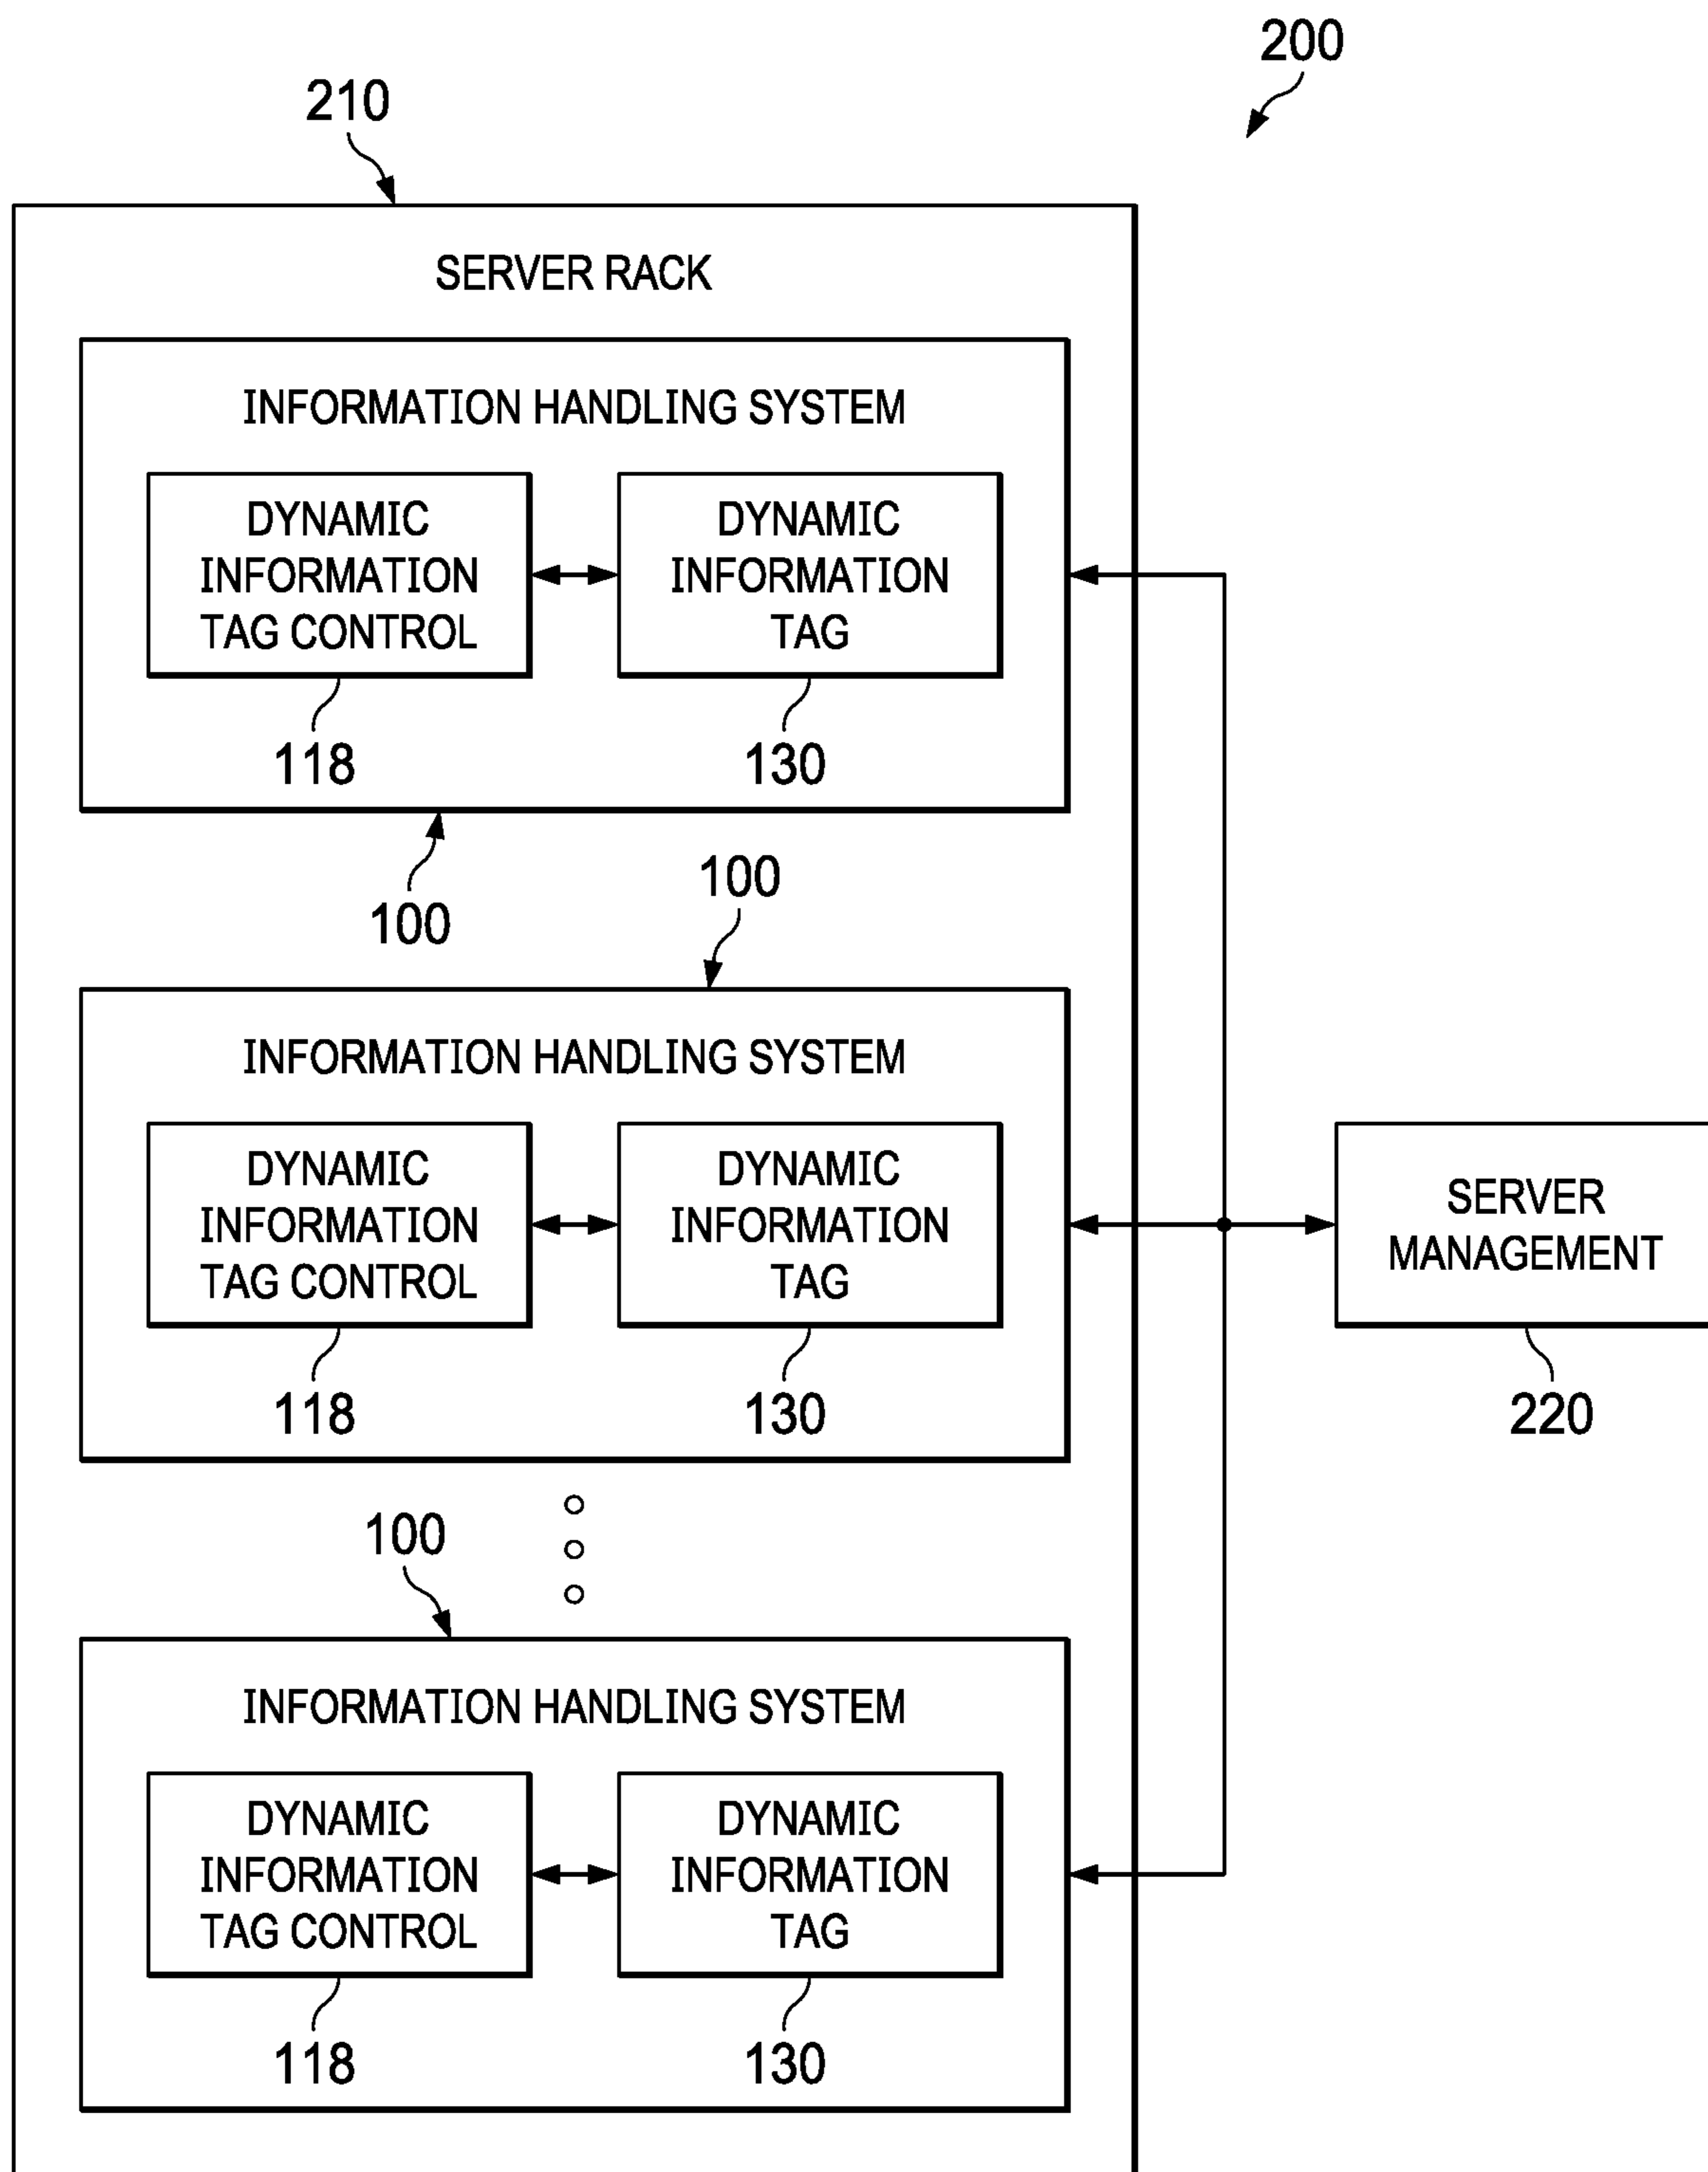 200
210
SERVER RACK
INFORMATION HANDLING SYSTEM
DYNAMIC
INFORMATION
TAG CONTROL
DYNAMIC
INFORMATION
TAG
118
130
100
100
INFORMATION HANDLING SYSTEM
DYNAMIC
INFORMATION
TAG CONTROL
DYNAMIC
INFORMATION
TAG
118
130
SERVER
MANAGEMENT
220
100
INFORMATION HANDLING SYSTEM
DYNAMIC
INFORMATION
TAG CONTROL
DYNAMIC
INFORMATION
TAG
118
130